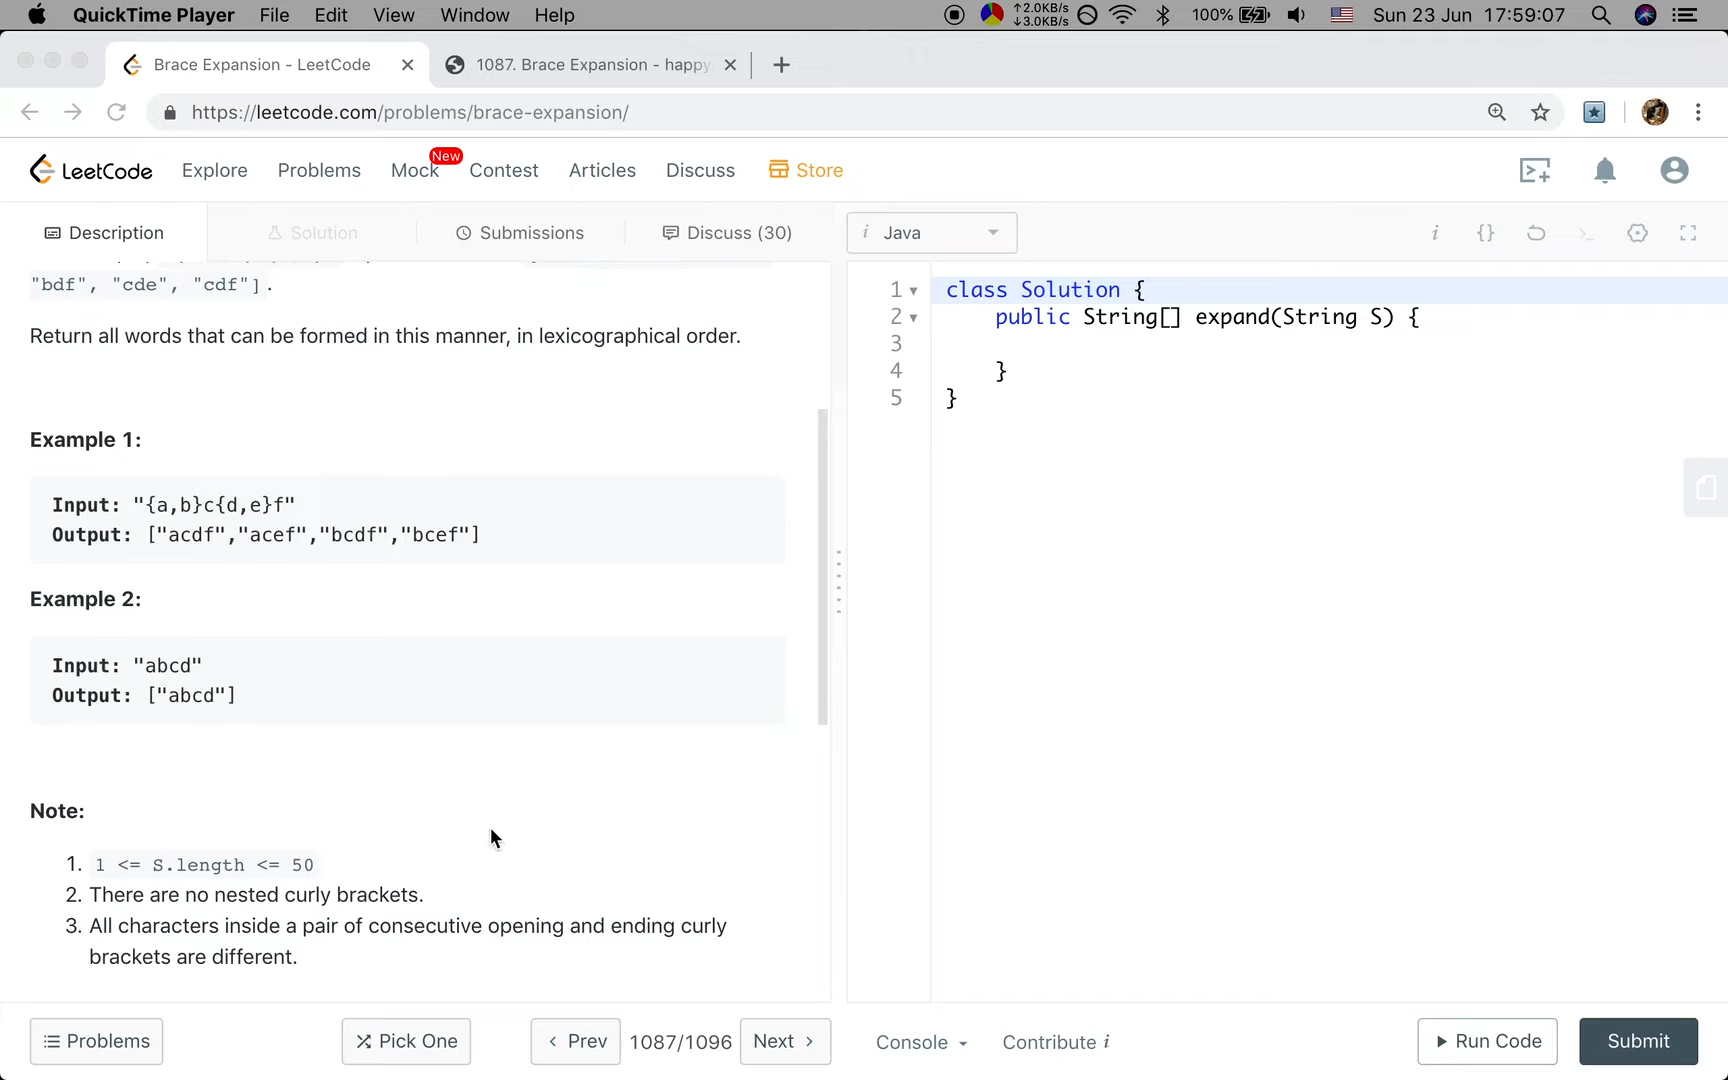 QuickTime Player File Edit View Window Help ↑2.0KB/s ↓3.0KB/s 100% Sun 23 Jun 17:59:07
Brace Expansion - LeetCode 1087. Brace Expansion - happy
https://leetcode.com/problems/brace-expansion/
LeetCode Explore Problems Mock New Contest Articles Discuss Store
Description Solution Submissions Discuss (30)
"bdf", "cde", "cdf"].
Return all words that can be formed in this manner, in lexicographical order.
Example 1:
Input: "{a,b}c{d,e}f"
Output: ["acdf","acef","bcdf","bcef"]
Example 2:
Input: "abcd"
Output: ["abcd"]
Note:
1. 1 <= S.length <= 50
2. There are no nested curly brackets.
3. All characters inside a pair of consecutive opening and ending curly
brackets are different.
Problems Pick One Prev 1087/1096 Next
i Java i {}
1 class Solution {
2 public String[] expand(String S) {
3
4 }
5 }
Console Contribute i Run Code Submit